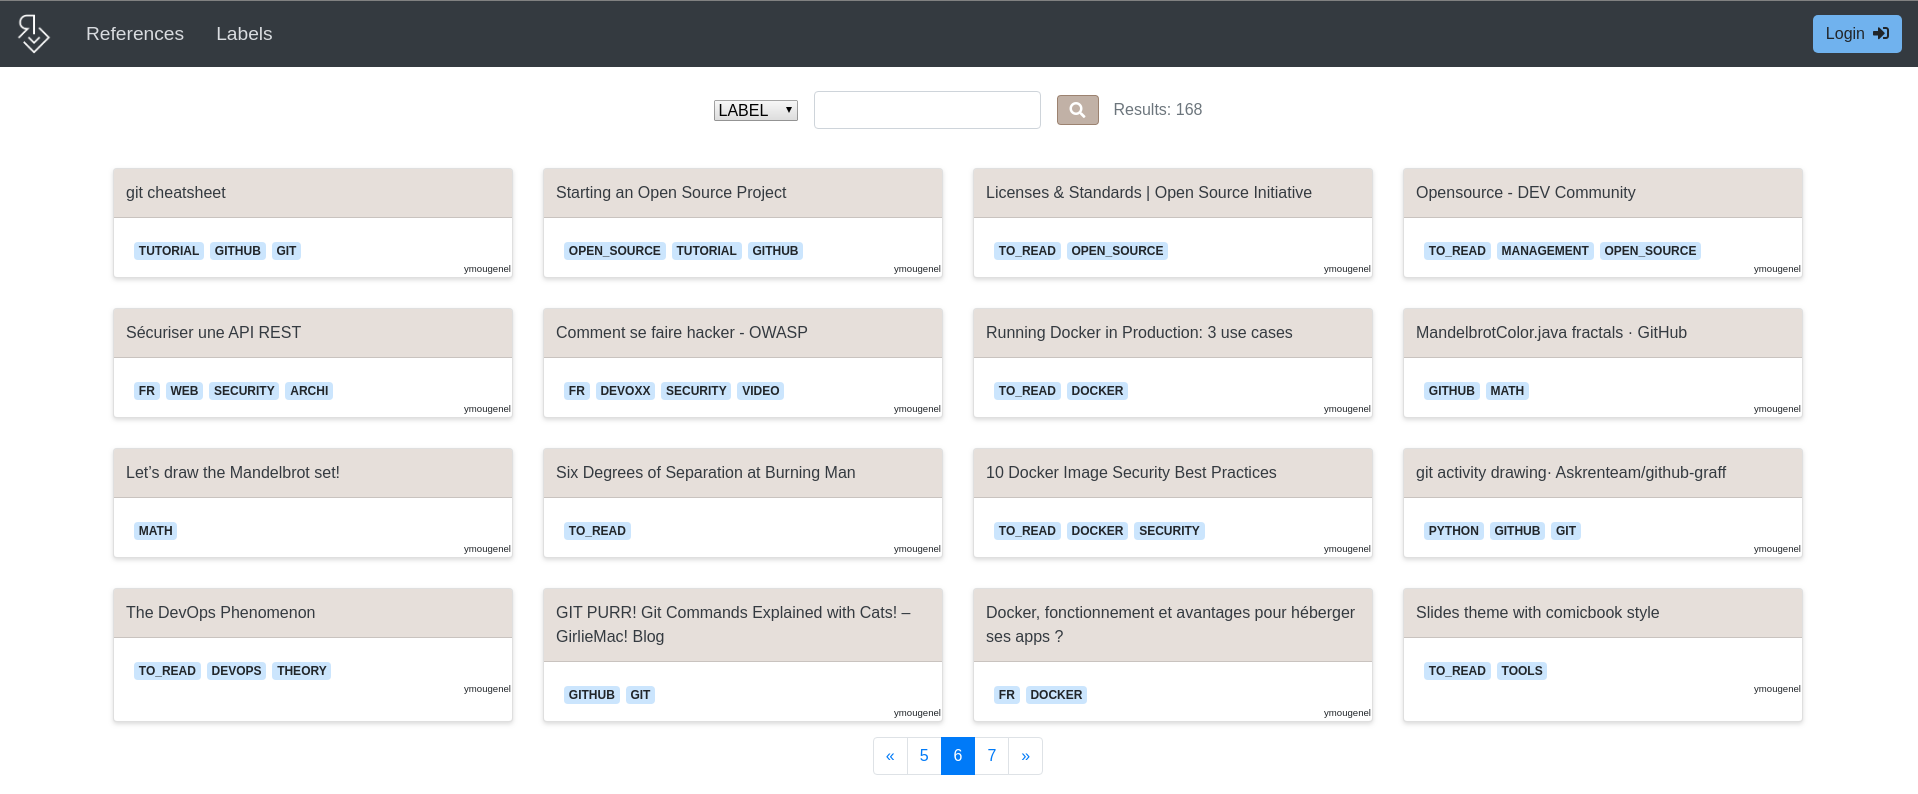 References Labels Login
LABEL Results: 168
git cheatsheet
TUTORIAL GITHUB GIT
ymougenel
Starting an Open Source Project
OPEN_SOURCE TUTORIAL GITHUB
ymougenel
Licenses & Standards | Open Source Initiative
TO_READ OPEN_SOURCE
ymougenel
Opensource - DEV Community
TO_READ MANAGEMENT OPEN_SOURCE
ymougenel
Sécuriser une API REST
FR WEB SECURITY ARCHI
ymougenel
Comment se faire hacker - OWASP
FR DEVOXX SECURITY VIDEO
ymougenel
Running Docker in Production: 3 use cases
TO_READ DOCKER
ymougenel
MandelbrotColor.java fractals · GitHub
GITHUB MATH
ymougenel
Let’s draw the Mandelbrot set!
MATH
ymougenel
Six Degrees of Separation at Burning Man
TO_READ
ymougenel
10 Docker Image Security Best Practices
TO_READ DOCKER SECURITY
ymougenel
git activity drawing· Askrenteam/github-graff
PYTHON GITHUB GIT
ymougenel
The DevOps Phenomenon
TO_READ DEVOPS THEORY
ymougenel
GIT PURR! Git Commands Explained with Cats! –
GirlieMac! Blog
GITHUB GIT
ymougenel
Docker, fonctionnement et avantages pour héberger
ses apps ?
FR DOCKER
ymougenel
Slides theme with comicbook style
TO_READ TOOLS
ymougenel
« 5 6 7 »